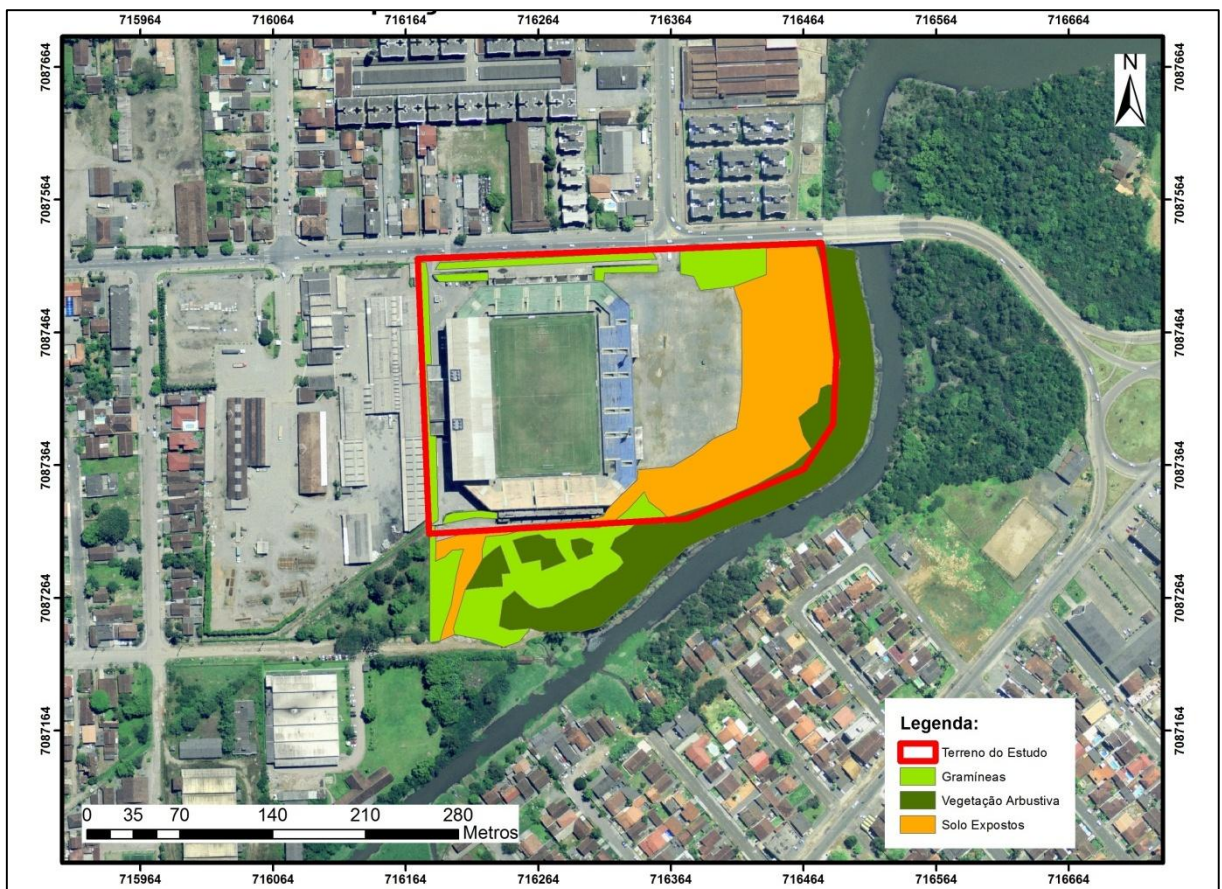 715964 716064 716164 716264 716364 716464 716564 716664
7087664 7087664
N
7087564 7087564
7087464 7087464
7087364 7087364
7087264 7087264
7087164 7087164
Legenda:
Terreno do Estudo
Gramíneas
Vegetação Arbustiva
Solo Expostos
0 35 70 140 210 280
Metros
715964 716064 716164 716264 716364 716464 716564 716664